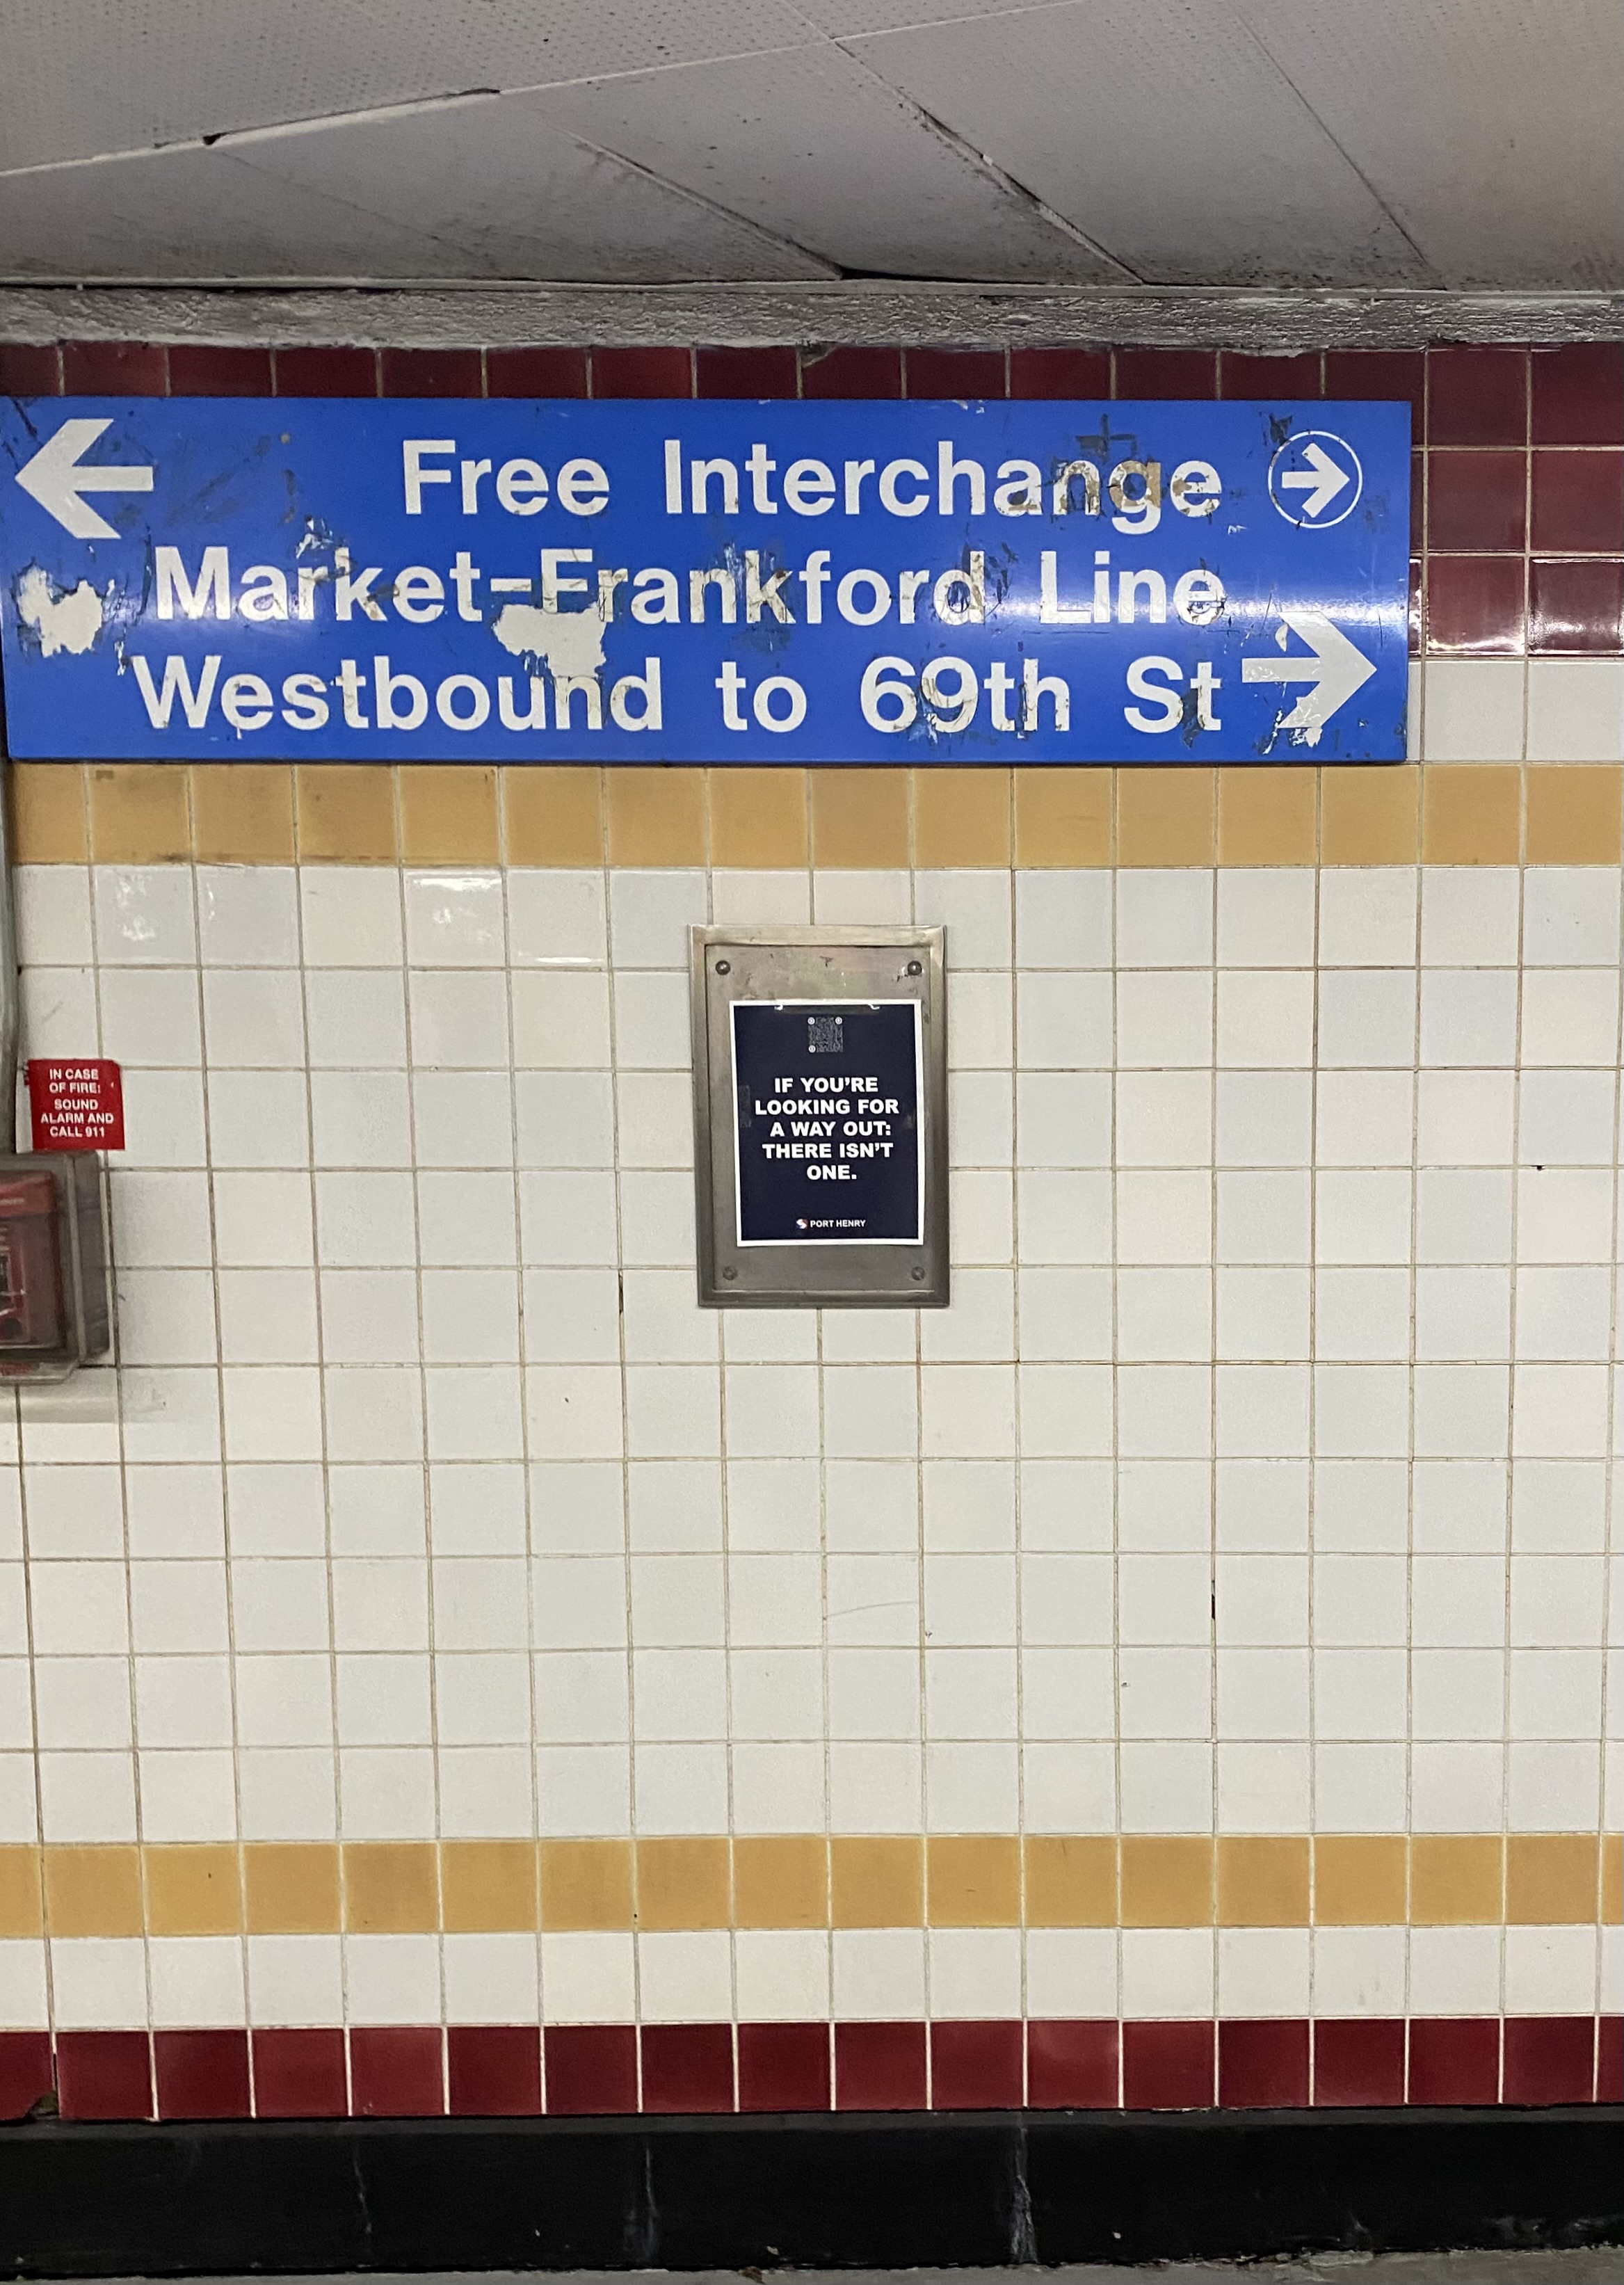 Free Interchange
Market-Frankford Line
Westbound to 69th St
IN CASE
OF FIRE:
SOUND
ALARM AND
CALL 911
IF YOU'RE
LOOKING FOR
A WAY OUT:
THERE ISN'T
ONE.
PORT HENRY